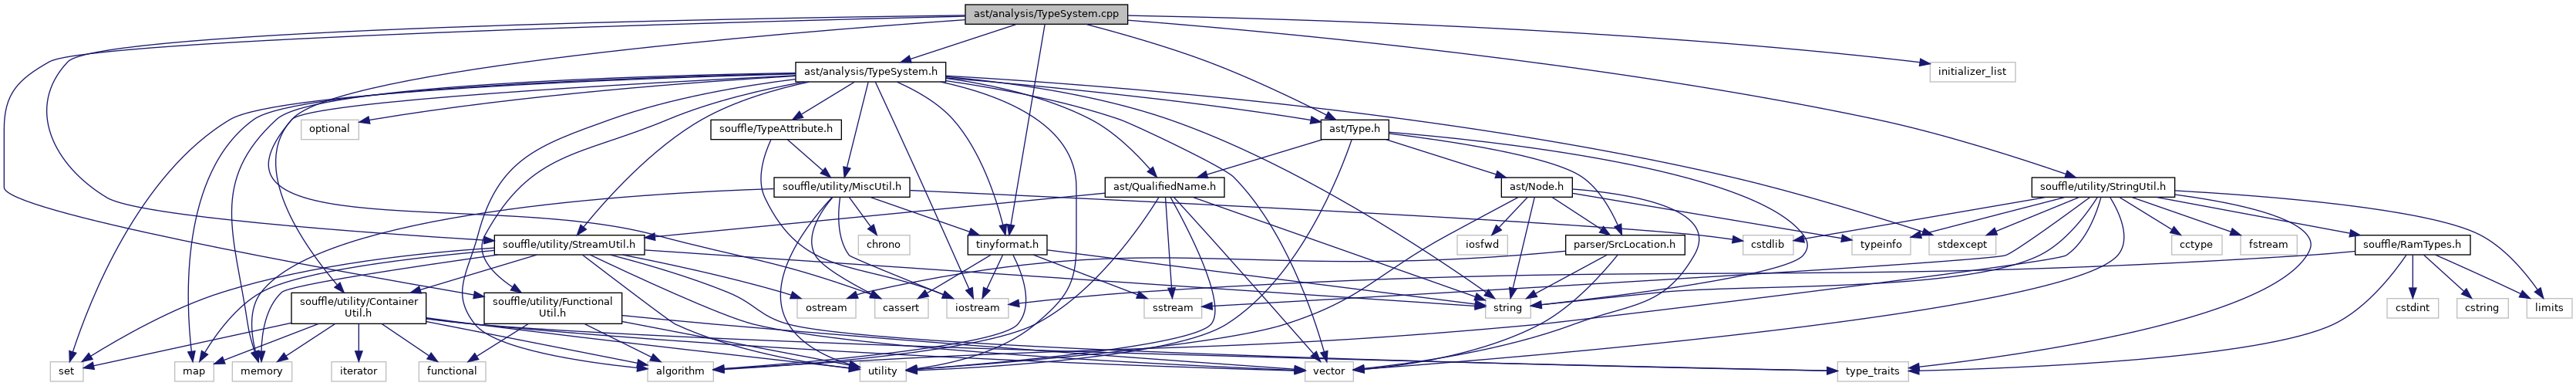 ast/analysis/TypeSystem.cpp
ast/analysis/TypeSystem.h
initializer_list
optional
souffle/TypeAttribute.h
ast/Type.h
souffle/utility/MiscUtil.h
ast/QualifiedName.h
ast/Node.h
souffle/utility/StringUtil.h
souffle/utility/StreamUtil.h
chrono
tinyformat.h
iosfwd
parser/SrcLocation.h
cstdlib
typeinfo
stdexcept
cctype
fstream
souffle/RamTypes.h
souffle/utility/Container
Util.h
souffle/utility/Functional
Util.h
ostream
cassert
iostream
sstream
string
cstdint
cstring
limits
set
map
memory
iterator
functional
algorithm
utility
vector
type_traits